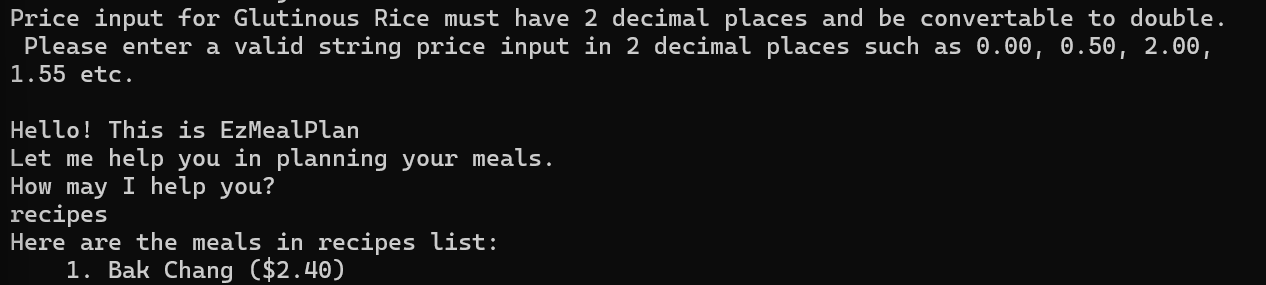 Price input for Glutinous Rice must have 2 decimal places and be convertable to double.
Please enter a valid string price input in 2 decimal places such as 0.00, 0.50, 2.00,
1.55 etc.
Hello! This is EzMealPlan
Let me help you in planning your meals.
How may I help you?
recipes
Here are the meals in recipes list:
1. Bak Chang ($2.40)